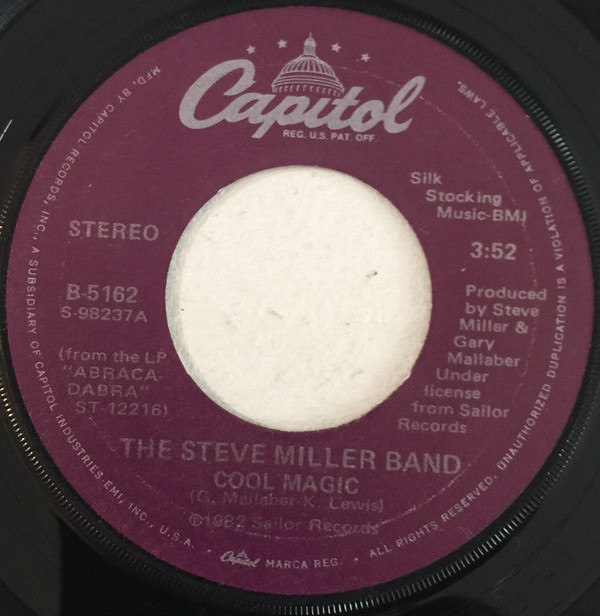 Capitol
REG. U.S. PAT. OFF.
Silk
Stocking
Music-BMI
STEREO
3:52
B-5162
S-98237A
Produced
by Steve
Miller &
Gary
Mallaber
Under
license
from Sailor
Records
(from the LP
"ABRACA-
DABRA"
ST-12216)
THE STEVE MILLER BAND
COOL MAGIC
(G. Mallaber-K. Lewis)
℗1982 Sailor Records
MFD. BY CAPITOL RECORDS, INC., A SUBSIDIARY OF CAPITOL INDUSTRIES-EMI, INC., U.S.A. • Capitol MARCA REG. • ALL RIGHTS RESERVED. UNAUTHORIZED DUPLICATION IS A VIOLATION OF APPLICABLE LAWS.